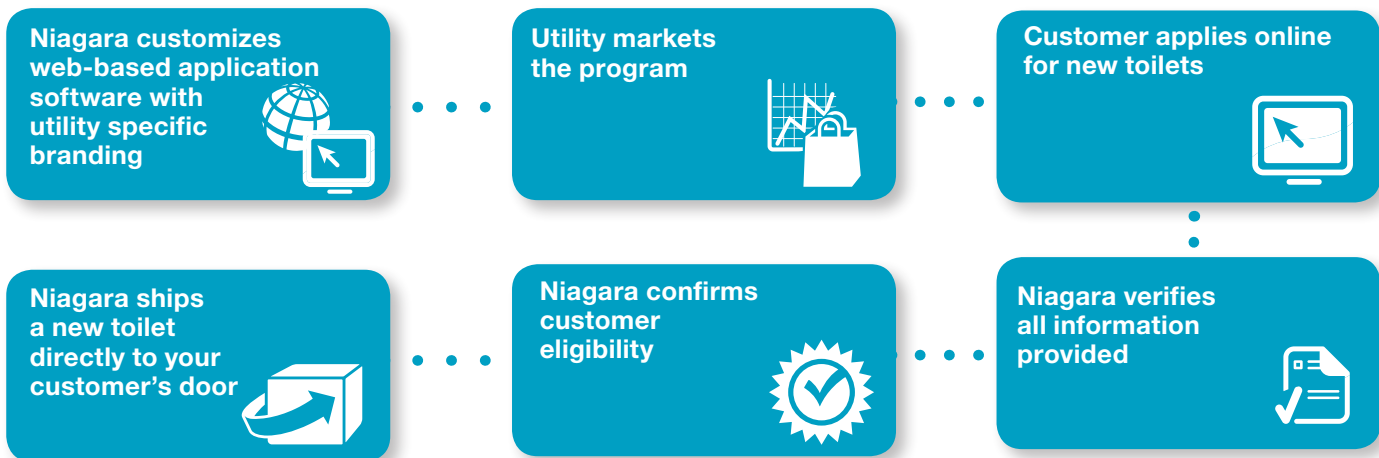 Niagara customizes
web-based application
software with
utility specific
branding
Utility markets
the program
Customer applies online
for new toilets
Niagara verifies
all information
provided
Niagara confirms
customer
eligibility
Niagara ships
a new toilet
directly to your
customer’s door